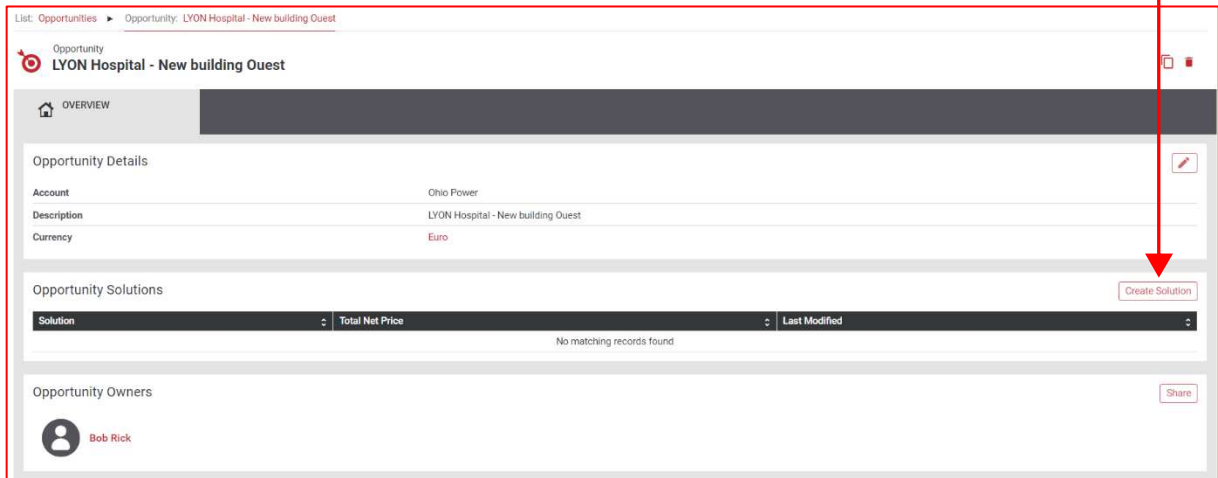 List: Opportunities ► Opportunity: LYON Hospital - New building Ouest
Opportunity
LYON Hospital - New building Ouest
OVERVIEW
Opportunity Details
Account Ohio Power
Description LYON Hospital - New building Ouest
Currency Euro
Opportunity Solutions Create Solution
Solution Total Net Price Last Modified
No matching records found
Opportunity Owners Share
Bob Rick